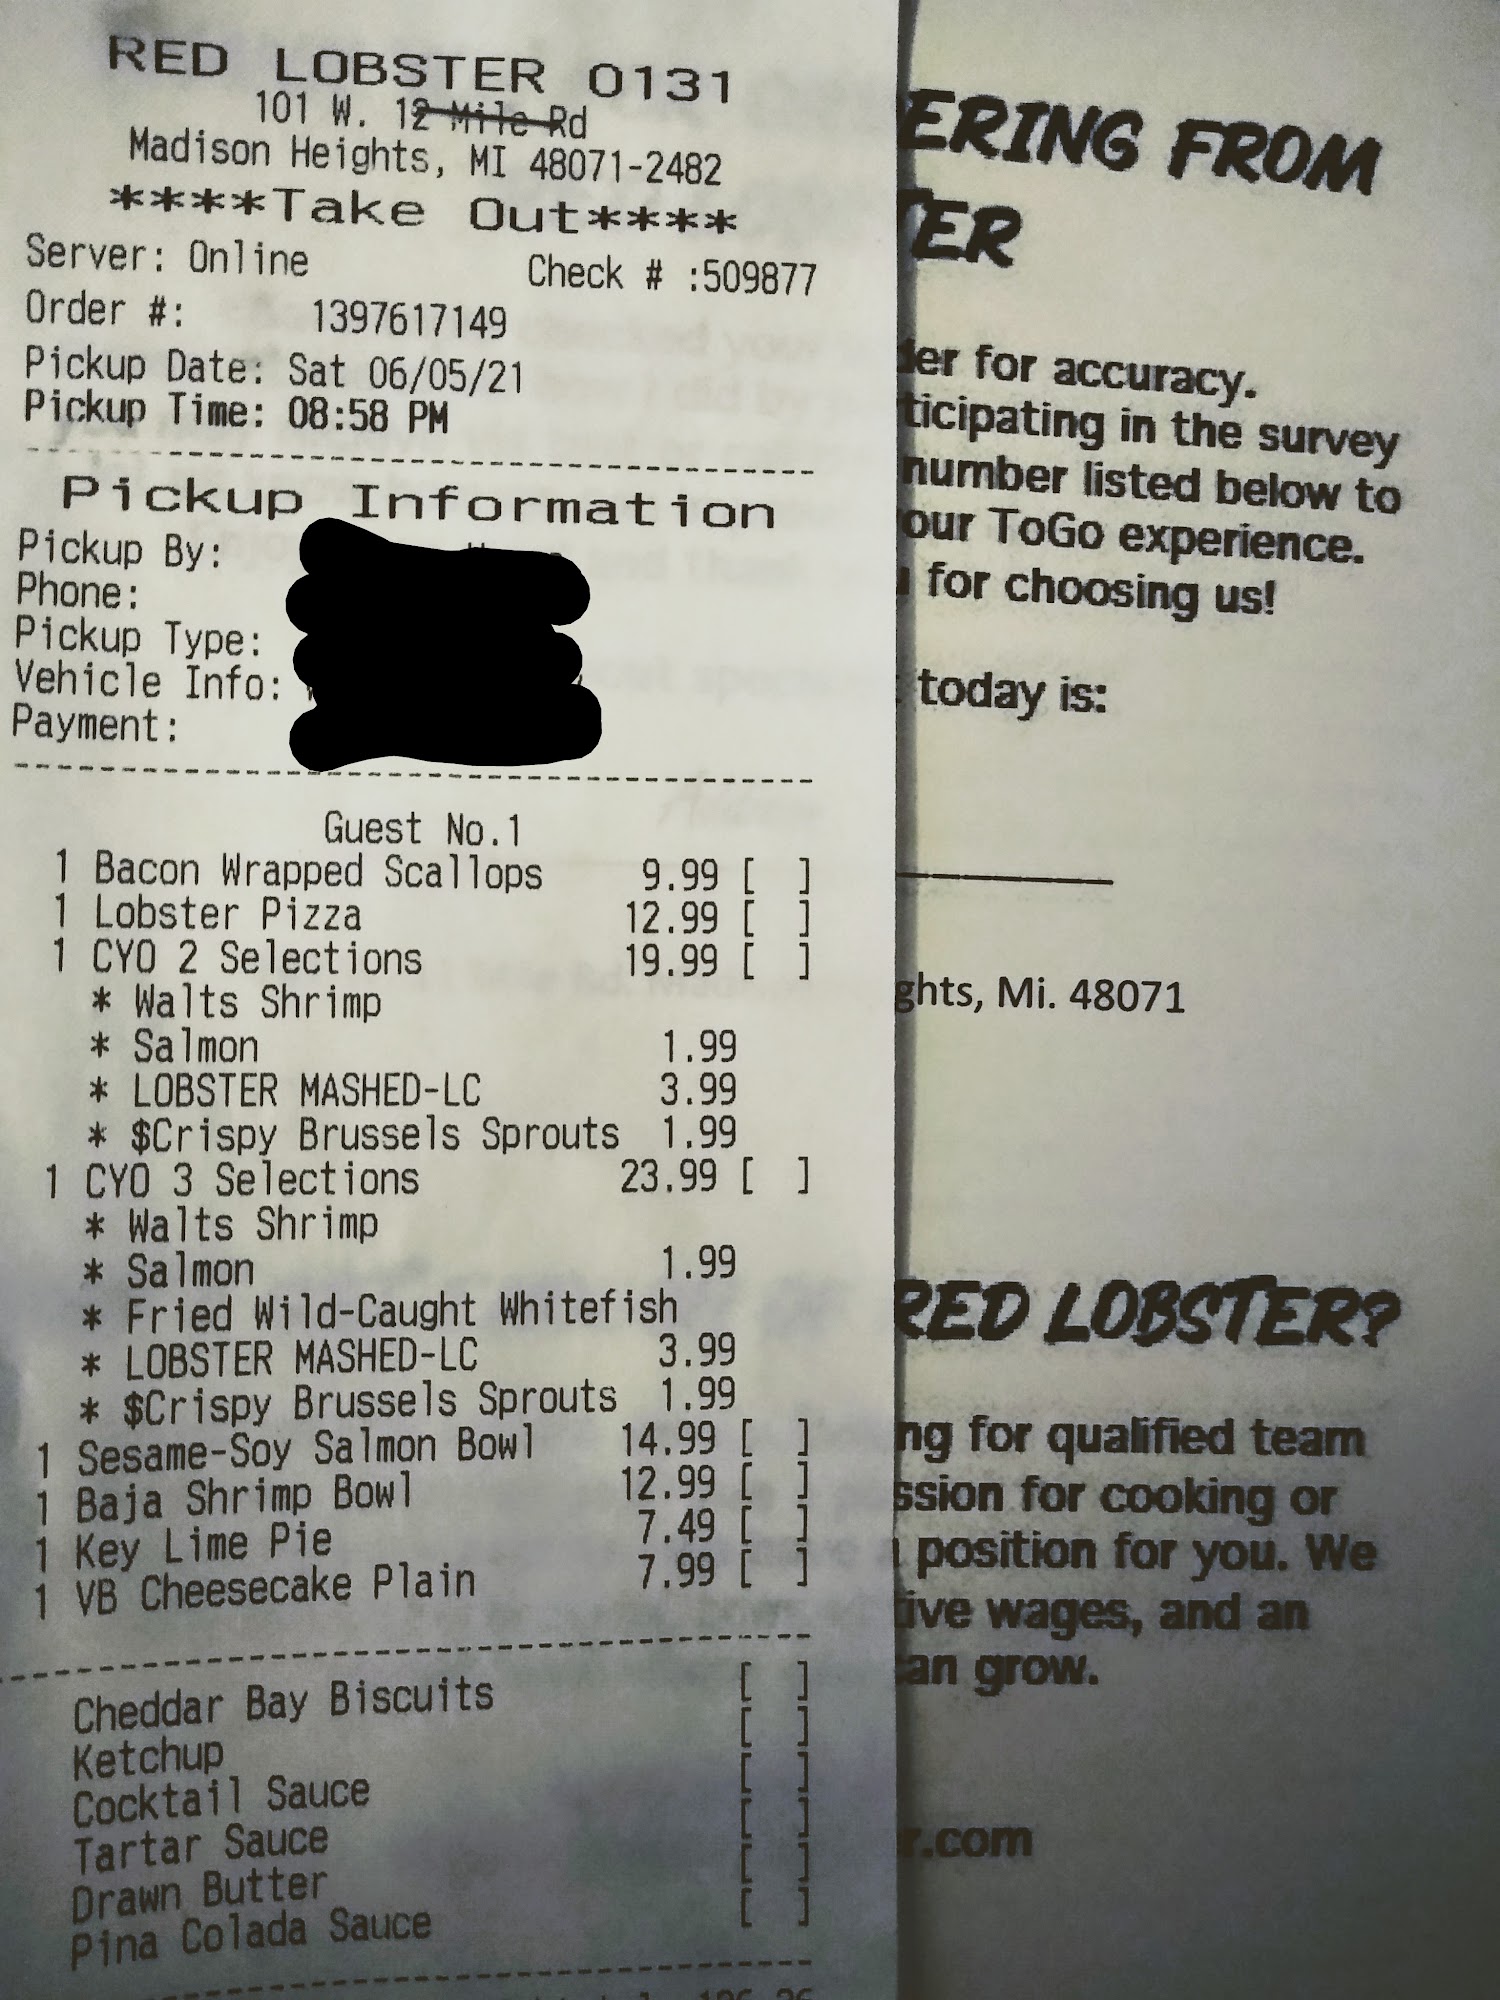 RED LOBSTER 0131
101 W. 12 Mile Rd
Madison Heights, MI 48071-2482
****Take Out****
Server: Online Check # :509877
Order #: 1397617149
Pickup Date: Sat 06/05/21
Pickup Time: 08:58 PM
Pickup Information
Pickup By:
Phone:
Pickup Type:
Vehicle Info:
Payment:
Guest No.1
1 Bacon Wrapped Scallops 9.99 [ ]
1 Lobster Pizza 12.99 [ ]
1 CYO 2 Selections 19.99 [ ]
* Walts Shrimp
* Salmon 1.99
* LOBSTER MASHED-LC 3.99
* $Crispy Brussels Sprouts 1.99
1 CYO 3 Selections 23.99 [ ]
* Walts Shrimp
* Salmon 1.99
* Fried Wild-Caught Whitefish
* LOBSTER MASHED-LC 3.99
* $Crispy Brussels Sprouts 1.99
1 Sesame-Soy Salmon Bowl 14.99 [ ]
1 Baja Shrimp Bowl 12.99 [ ]
1 Key Lime Pie 7.49 [ ]
1 VB Cheesecake Plain 7.99 [ ]
Cheddar Bay Biscuits [ ]
Ketchup [ ]
Cocktail Sauce [ ]
Tartar Sauce [ ]
Drawn Butter [ ]
Pina Colada Sauce [ ]
ERING FROM
TER
der for accuracy.
ticipating in the survey
number listed below to
our ToGo experience.
for choosing us!
today is:
ghts, Mi. 48071
RED LOBSTER?
ng for qualified team
ssion for cooking or
position for you. We
tive wages, and an
can grow.
r.com